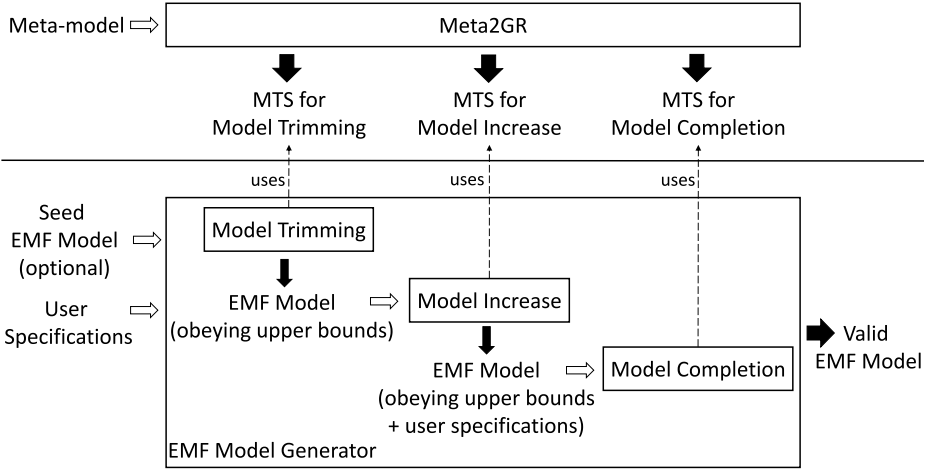 Meta-model
Meta2GR
MTS for
Model Trimming
MTS for
Model Increase
MTS for
Model Completion
uses
uses
uses
Seed
EMF Model
(optional)
User
Specifications
Model Trimming
EMF Model
(obeying upper bounds)
Model Increase
EMF Model
(obeying upper bounds
+ user specifications)
Model Completion
EMF Model Generator
Valid
EMF Model